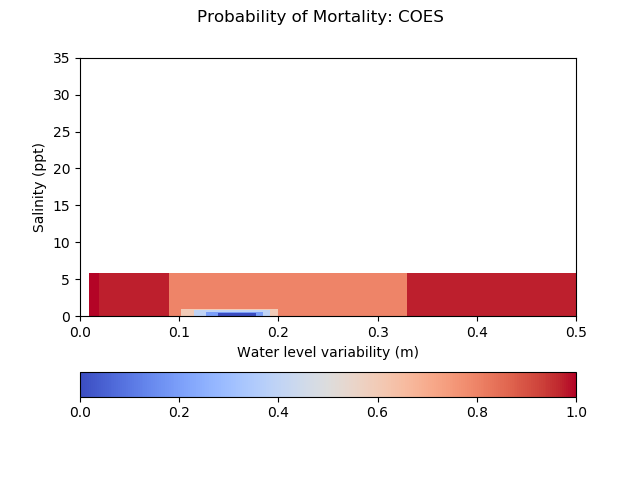 Probability of Mortality: COES
35
30
25
20
15
10
5
0
Salinity (ppt)
0.0 0.1 0.2 0.3 0.4 0.5
Water level variability (m)
0.0 0.2 0.4 0.6 0.8 1.0